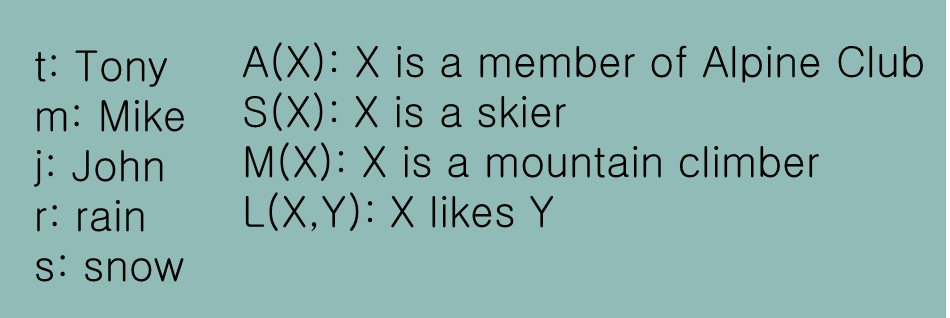 t: Tony
m: Mike
j: John
r: rain
s: snow
A(X): X is a member of Alpine Club
S(X): X is a skier
M(X): X is a mountain climber
L(X,Y): X likes Y